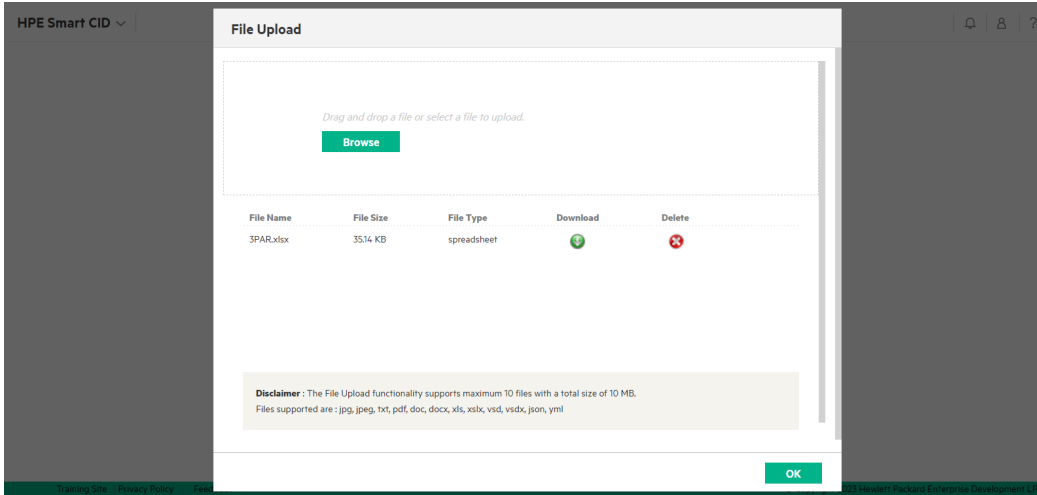 HPE Smart CID
File Upload
?
Drag and drop a file or select a file to upload.
Browse
File Name File Size File Type Download Delete
3PAR.xlsx 35.14 KB spreadsheet
Disclaimer : The File Upload functionality supports maximum 10 files with a total size of 10 MB.
Files supported are : jpg, jpeg, txt, pdf, doc, docx, xls, xslx, vsd, vsdx, json, yml
OK
Training Site Privacy Policy Feed 023 Hewlett Packard Enterprise Development LP